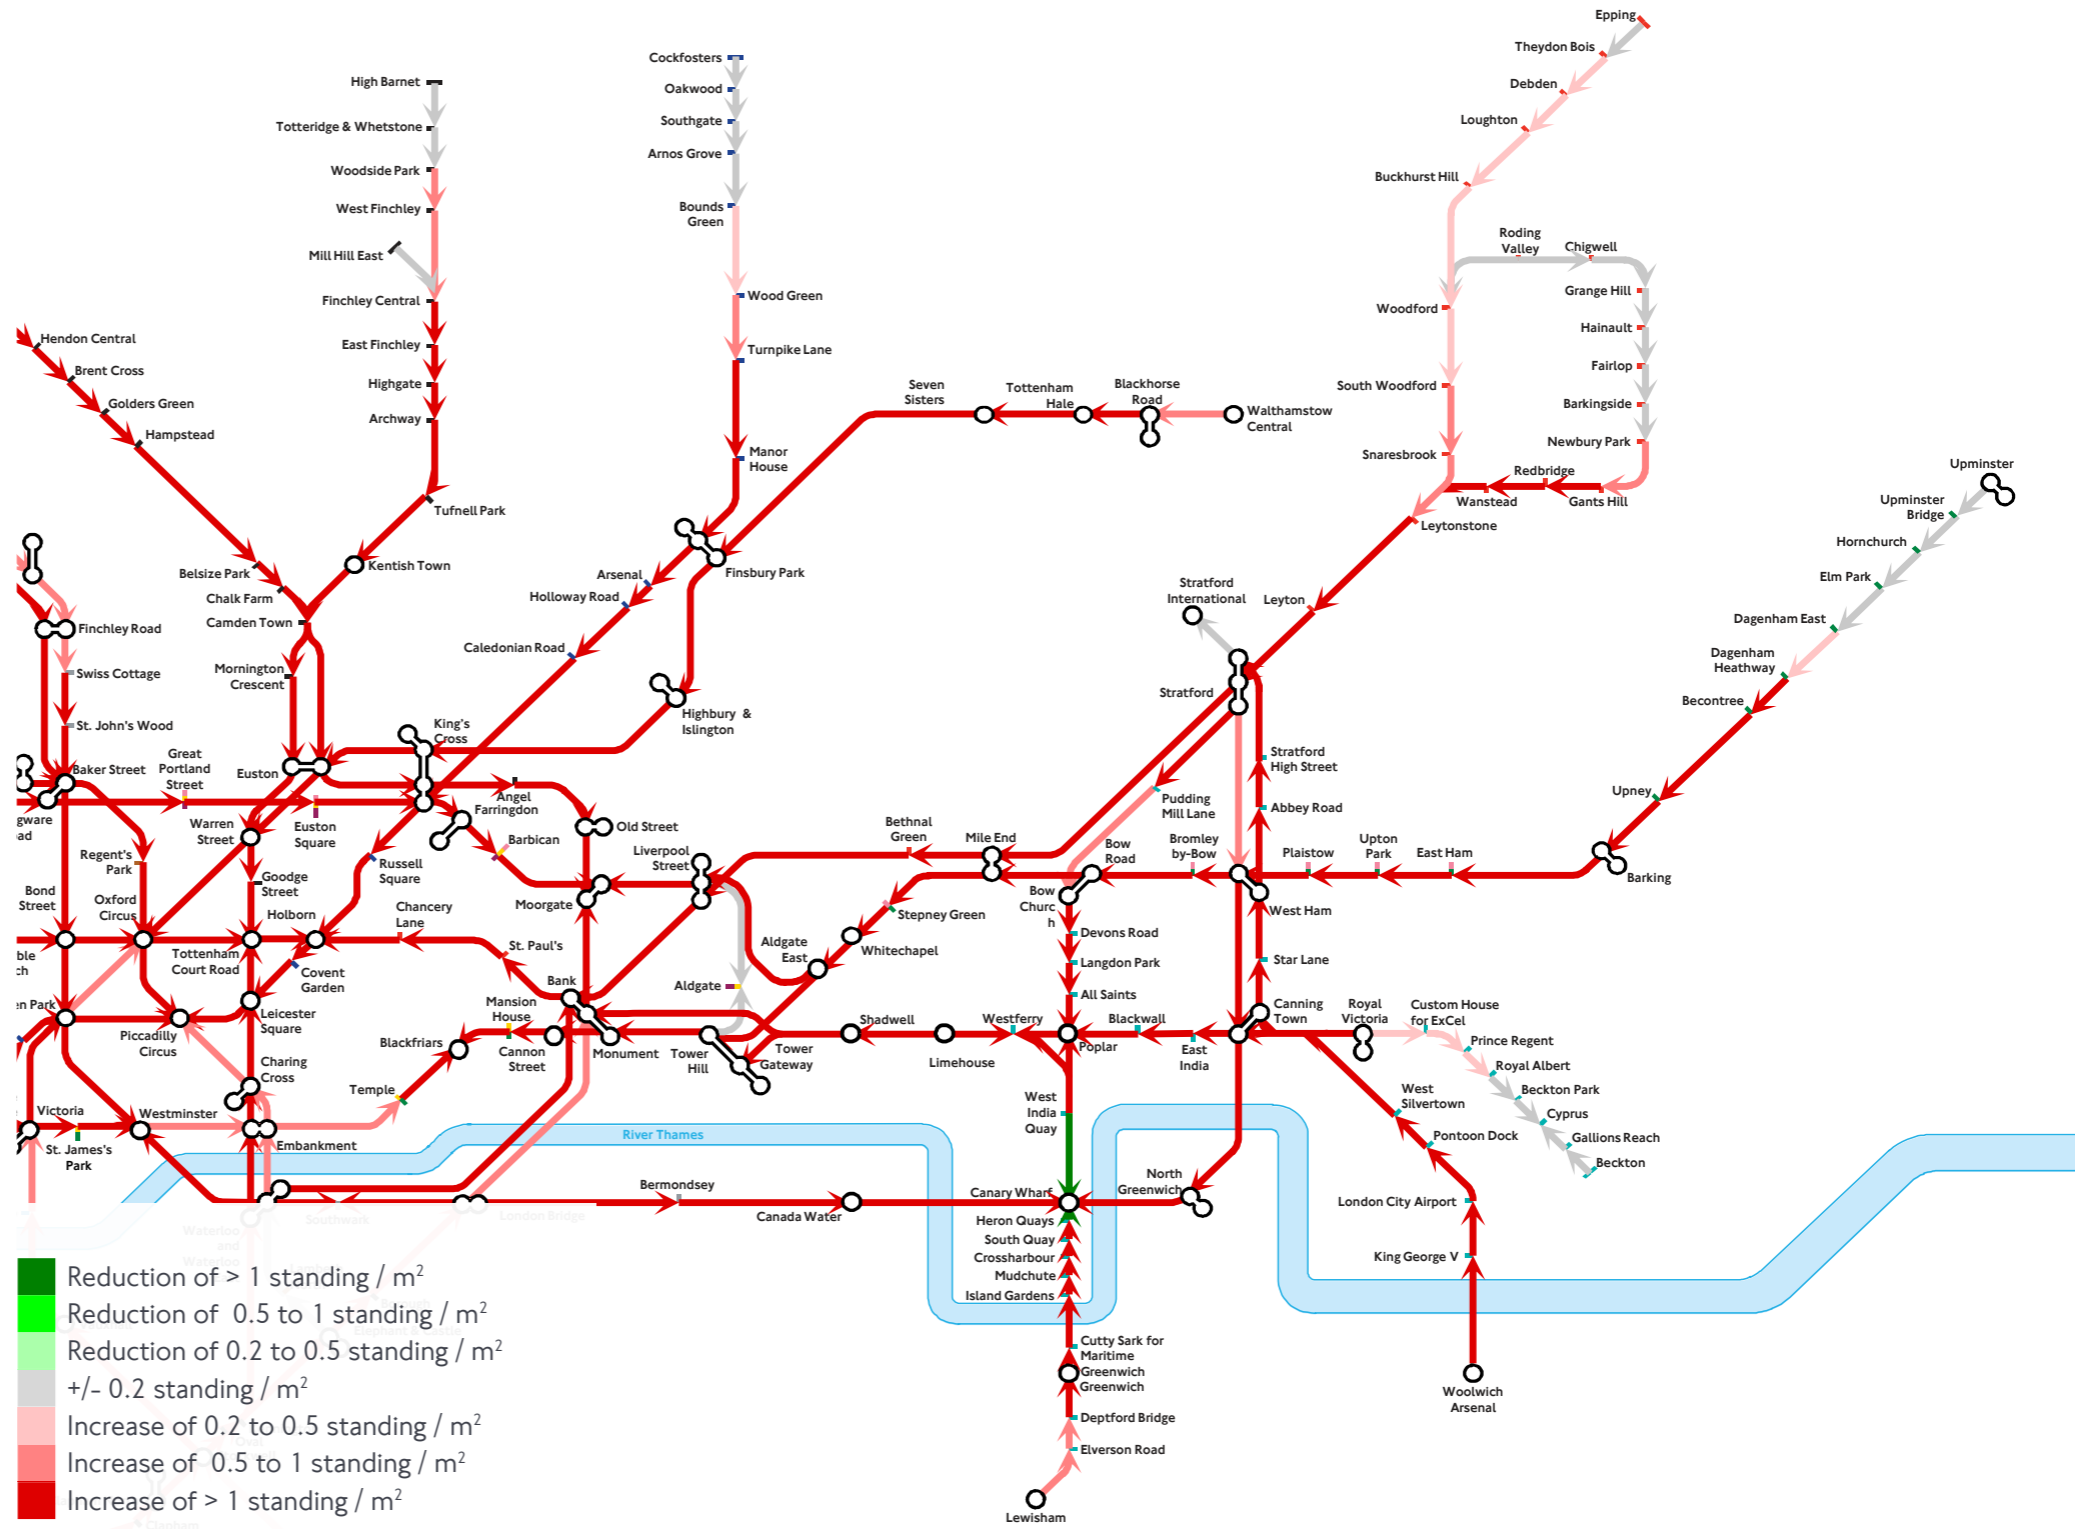 Epping
Theydon Bois
Debden
Loughton
Buckhurst Hill
Cockfosters
Oakwood
Southgate
Arnos Grove
Bounds
Green
High Barnet
Totteridge & Whetstone
Woodside Park
West Finchley
Mill Hill East
Finchley Central
East Finchley
Highgate
Archway
Tufnell Park
Kentish Town
Wood Green
Turnpike Lane
Manor
House
Roding
Valley
Chigwell
Grange Hill
Hainault
Fairlop
Barkingside
Newbury Park
Woodford
South Woodford
Snaresbrook
Redbridge
Wanstead
Gants Hill
Leytonstone
Hendon Central
Brent Cross
Golders Green
Hampstead
Belsize Park
Chalk Farm
Camden Town
Mornington
Crescent
Seven
Sisters
Tottenham
Hale
Blackhorse
Road
Walthamstow
Central
Finsbury Park
Arsenal
Holloway Road
Caledonian Road
Highbury &
Islington
Upminster
Upminster
Bridge
Hornchurch
Elm Park
Dagenham East
Dagenham
Heathway
Becontree
Upney
Barking
Stratford
International
Leyton
Stratford
Stratford
High Street
Abbey Road
Pudding
Mill Lane
Finchley Road
Swiss Cottage
St. John's Wood
Baker Street
Great
Portland
Street
Euston
King's
Cross
Angel
Farringdon
Old Street
Barbican
Euston
Square
Warren
Street
gware
ad
Regent's
Park
Russell
Square
Goodge
Street
Liverpool
Street
Bethnal
Green
Mile End
Bow
Road
Bromley
by-Bow
Plaistow
Upton
Park
East Ham
Bond
Street
Oxford
Circus
Holborn
Chancery
Lane
Moorgate
Bow
Churc
h
Stepney Green
Whitechapel
West Ham
Devons Road
Langdon Park
All Saints
Star Lane
ble
ch
Tottenham
Court Road
Covent
Garden
St. Paul's
Bank
Aldgate
East
Aldgate
Mansion
House
en Park
Piccadilly
Circus
Leicester
Square
Blackfriars
Cannon
Street
Monument
Tower
Hill
Tower
Gateway
Shadwell
Limehouse
Westferry
Poplar
Blackwall
East
India
Canning
Town
Royal
Victoria
Custom House
for ExCel
Prince Regent
Royal Albert
Beckton Park
Cyprus
Gallions Reach
Beckton
Charing
Cross
Temple
Victoria
St. James's
Park
Westminster
Embankment
River Thames
West
India
Quay
West
Silvertown
Pontoon Dock
London City Airport
King George V
Woolwich
Arsenal
Waterloo
and
Waterloo
Southwark
London Bridge
Bermondsey
Canada Water
Canary Wharf
North
Greenwich
Heron Quays
South Quay
Crossharbour
Mudchute
Island Gardens
Cutty Sark for
Maritime
Greenwich
Greenwich
Deptford Bridge
Elverson Road
Lewisham
Elephant & Castle
Oval
Clapham
Reduction of > 1 standing / m²
Reduction of 0.5 to 1 standing / m²
Reduction of 0.2 to 0.5 standing / m²
+/- 0.2 standing / m²
Increase of 0.2 to 0.5 standing / m²
Increase of 0.5 to 1 standing / m²
Increase of > 1 standing / m²